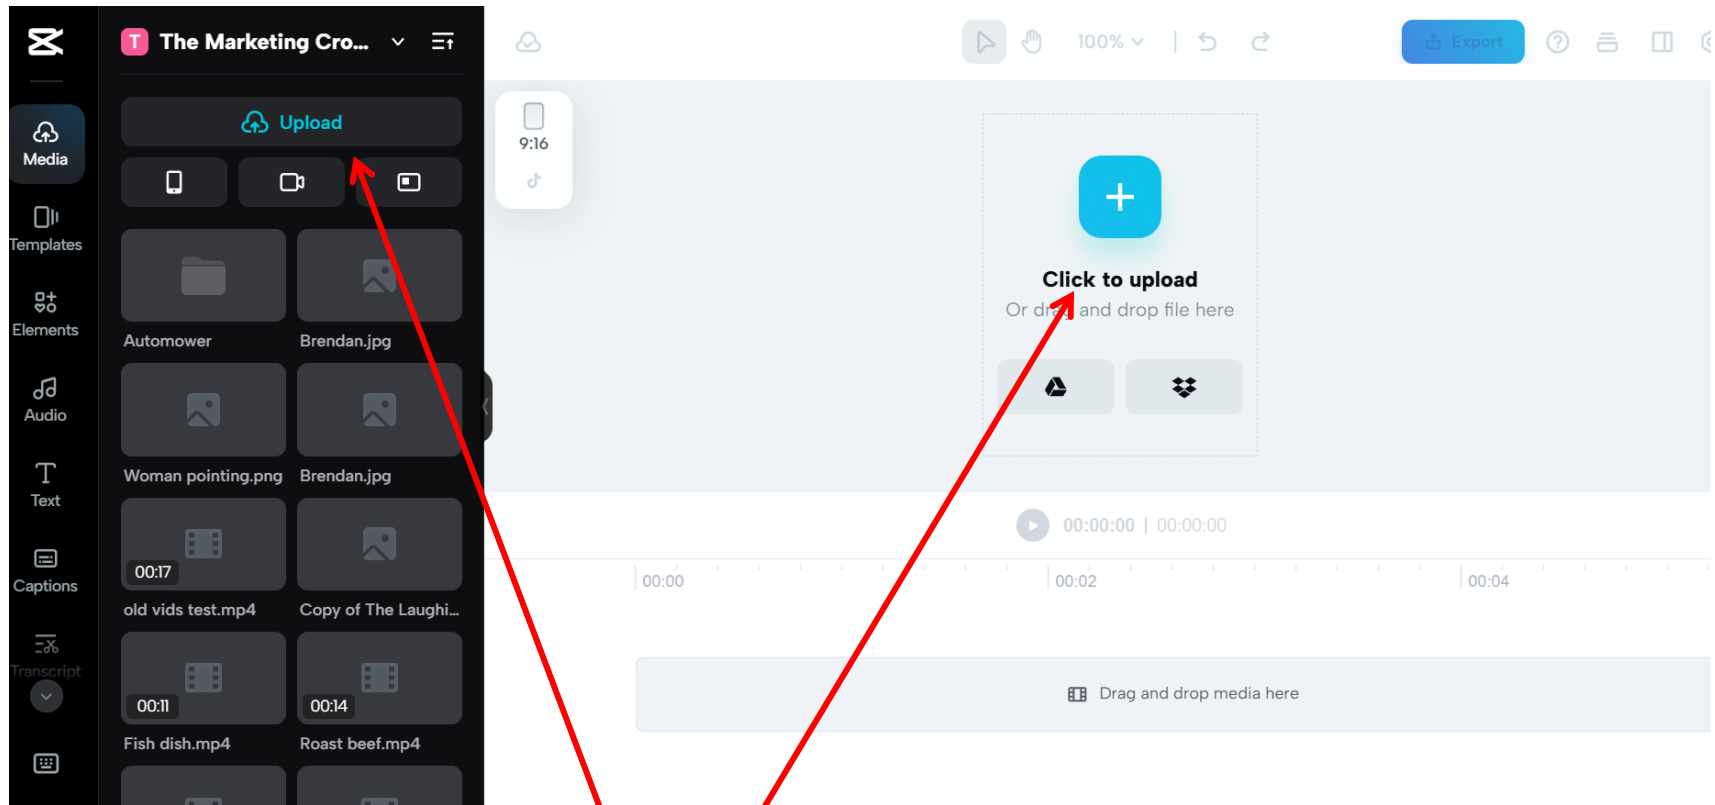 T The Marketing Cro...
Upload
Media
Templates
Elements
Audio
Text
Captions
Transcript
Automower
Brendan.jpg
Woman pointing.png
Brendan.jpg
00:17
old vids test.mp4
Copy of The Laughi...
00:11
Fish dish.mp4
00:14
Roast beef.mp4
9:16
100%
Export
Click to upload
Or drag and drop file here
00:00:00 | 00:00:00
00:00
00:02
00:04
Drag and drop media here